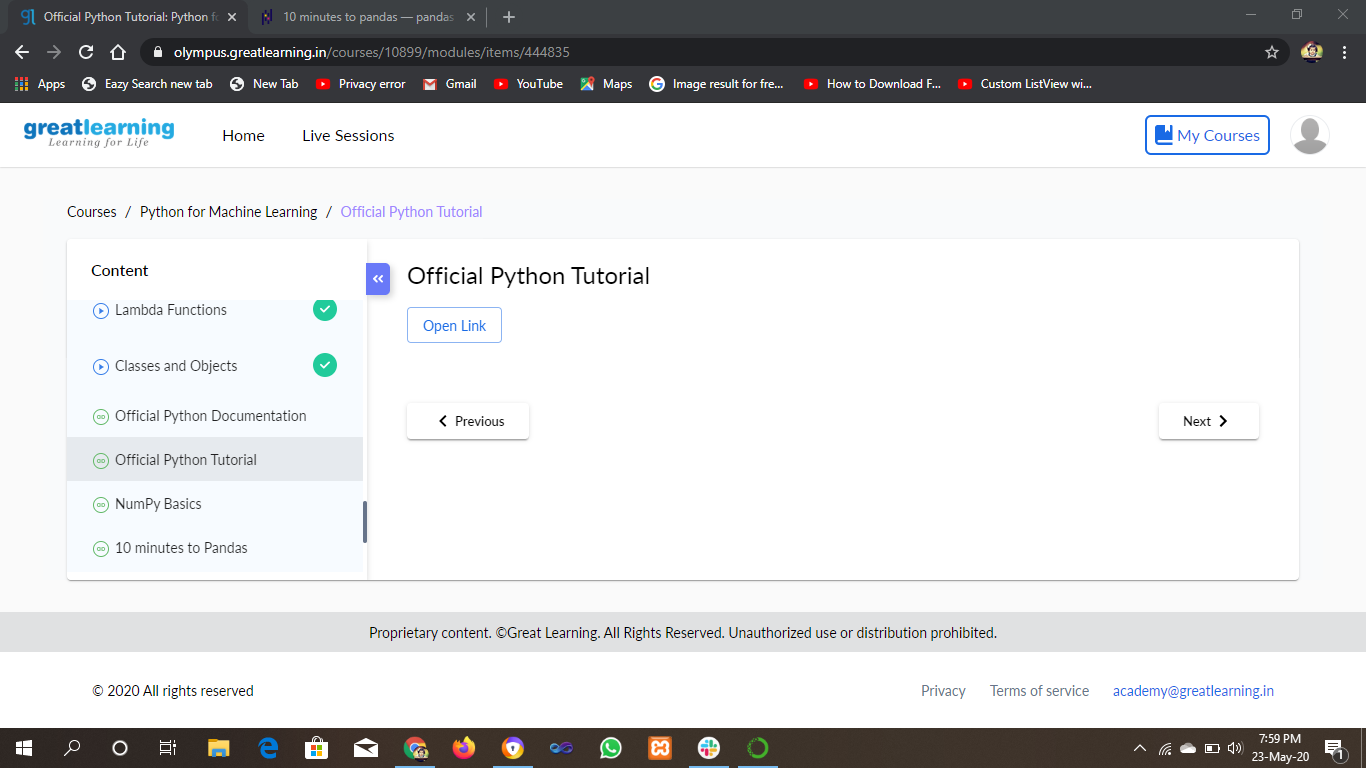 Official Python Tutorial: Python fo
10 minutes to pandas — pandas
olympus.greatlearning.in/courses/10899/modules/items/444835
Apps Eazy Search new tab New Tab Privacy error Gmail YouTube Maps Image result for fre... How to Download F... Custom ListView wi...
greatlearning
Learning for Life
Home Live Sessions My Courses
Courses / Python for Machine Learning / Official Python Tutorial
Content
Lambda Functions
Classes and Objects
Official Python Documentation
Official Python Tutorial
NumPy Basics
10 minutes to Pandas
«
Official Python Tutorial
Open Link
Previous Next
Proprietary content. ©Great Learning. All Rights Reserved. Unauthorized use or distribution prohibited.
© 2020 All rights reserved Privacy Terms of service academy@greatlearning.in
7:59 PM
23-May-20
1